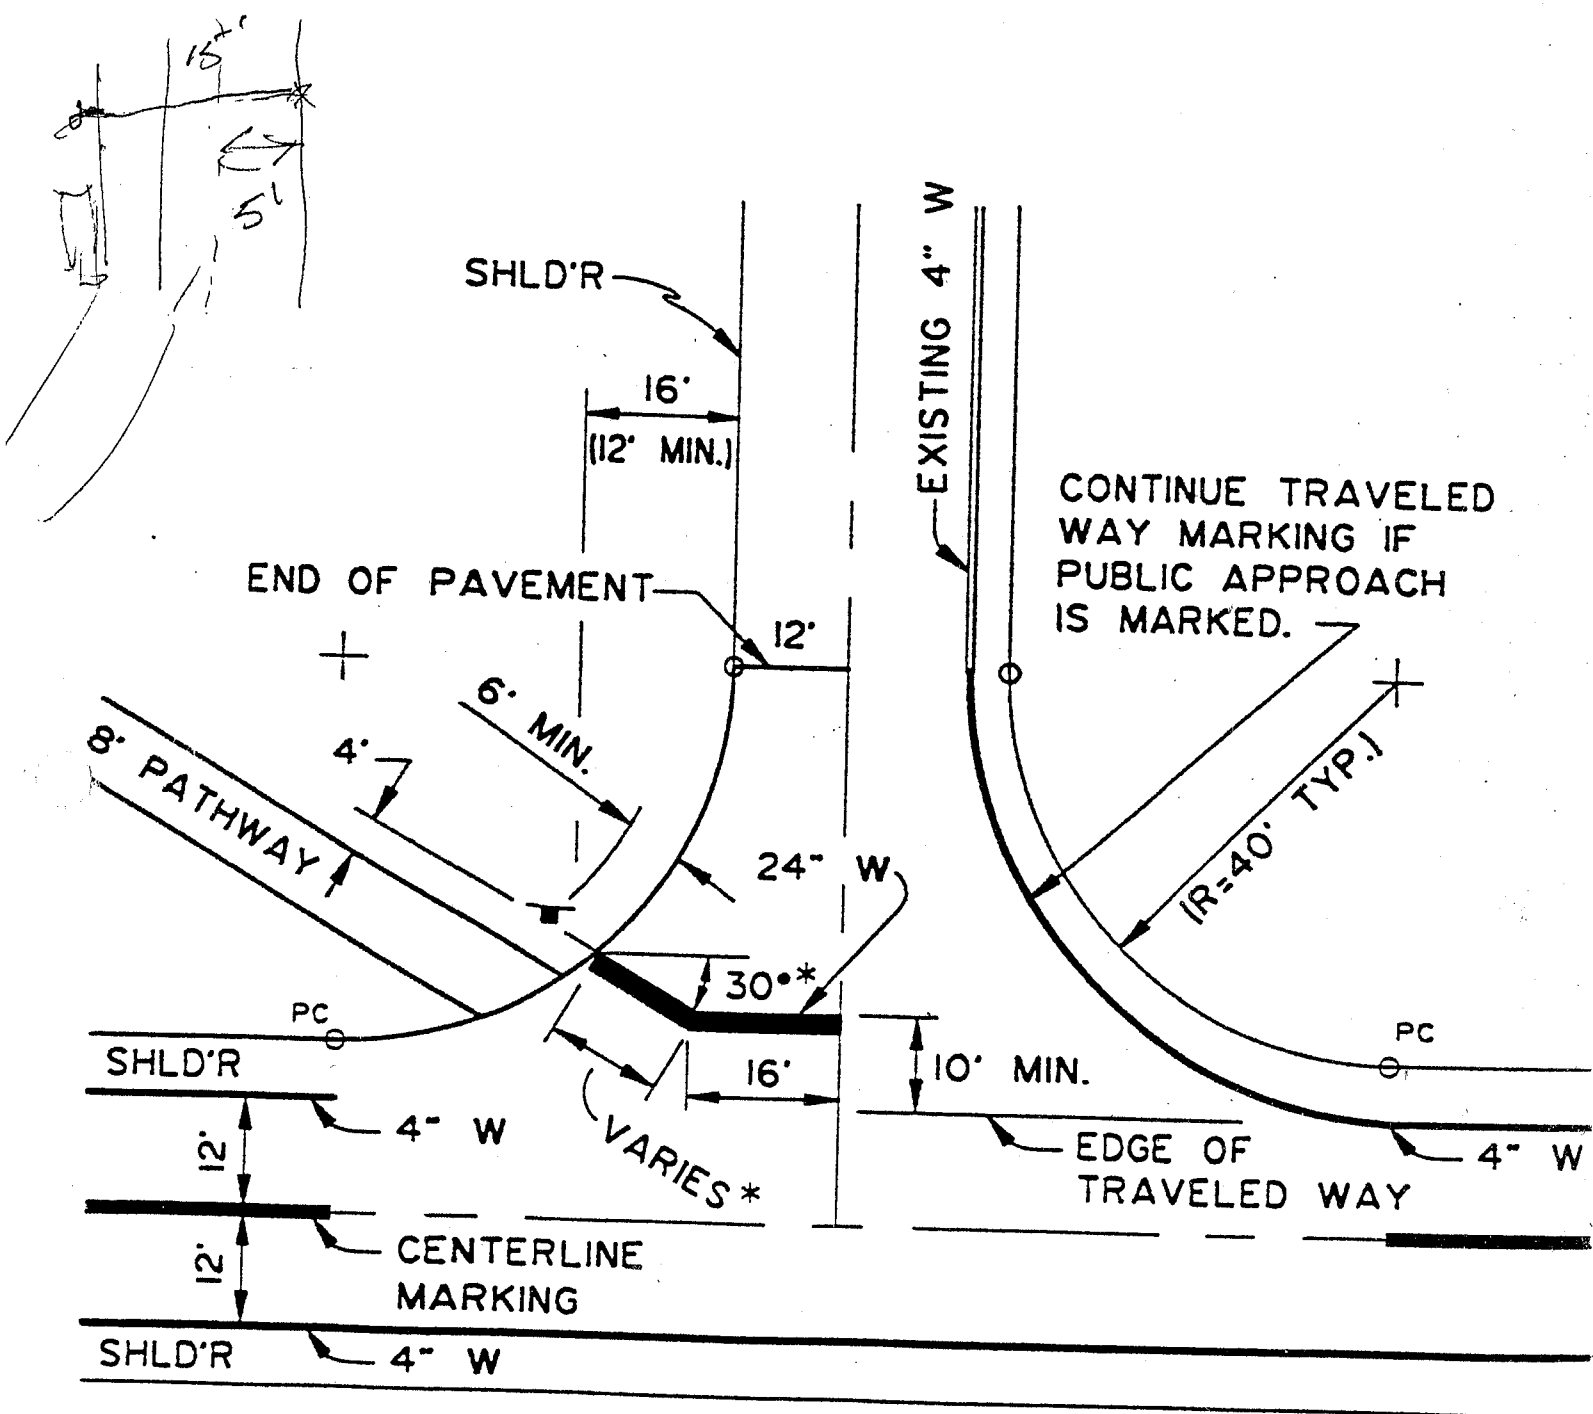 15±'
5'
SHLD'R
EXISTING 4" W
16'
(12' MIN.)
CONTINUE TRAVELED
WAY MARKING IF
PUBLIC APPROACH
IS MARKED.
END OF PAVEMENT
12'
6' MIN.
4'
8' PATHWAY
(R=40' TYP.)
24" W
30°*
PC
PC
SHLD'R
16'
10' MIN.
4" W
VARIES*
12'
EDGE OF
TRAVELED WAY
4" W
CENTERLINE
MARKING
12'
SHLD'R
4" W